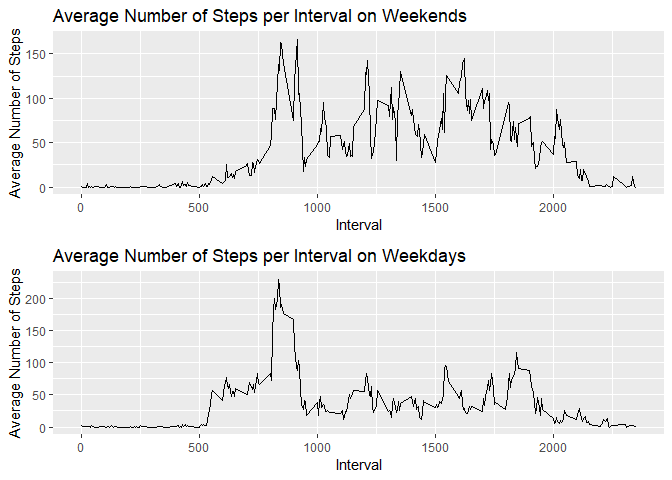 Average Number of Steps per Interval on Weekends
Average Number of Steps
150
100
50
0
0 500 1000 1500 2000
Interval
Average Number of Steps per Interval on Weekdays
Average Number of Steps
200
150
100
50
0
0 500 1000 1500 2000
Interval